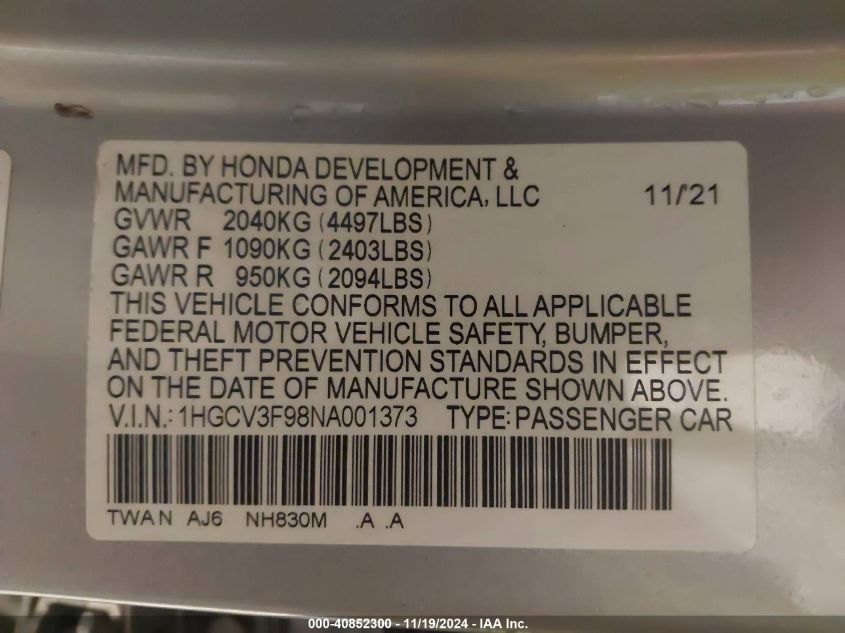 MFD. BY HONDA DEVELOPMENT &
MANUFACTURING OF AMERICA, LLC 11/'21
GVWR 2040KG (4497LBS)
GAWR F 1090KG (2403LBS)
GAWR R 950KG (2094LBS)
THIS VEHICLE CONFORMS TO ALL APPLICABLE
FEDERAL MOTOR VEHICLE SAFETY, BUMPER,
AND THEFT PREVENTION STANDARDS IN EFFECT
ON THE DATE OF MANUFACTURE SHOWN ABOVE.
V.I.N.: 1HGCV3F98NA001373 TYPE: PASSENGER CAR
TWAN AJ6 NH830M .A .A
000-40852300 - 11/19/2024 - IAA Inc.